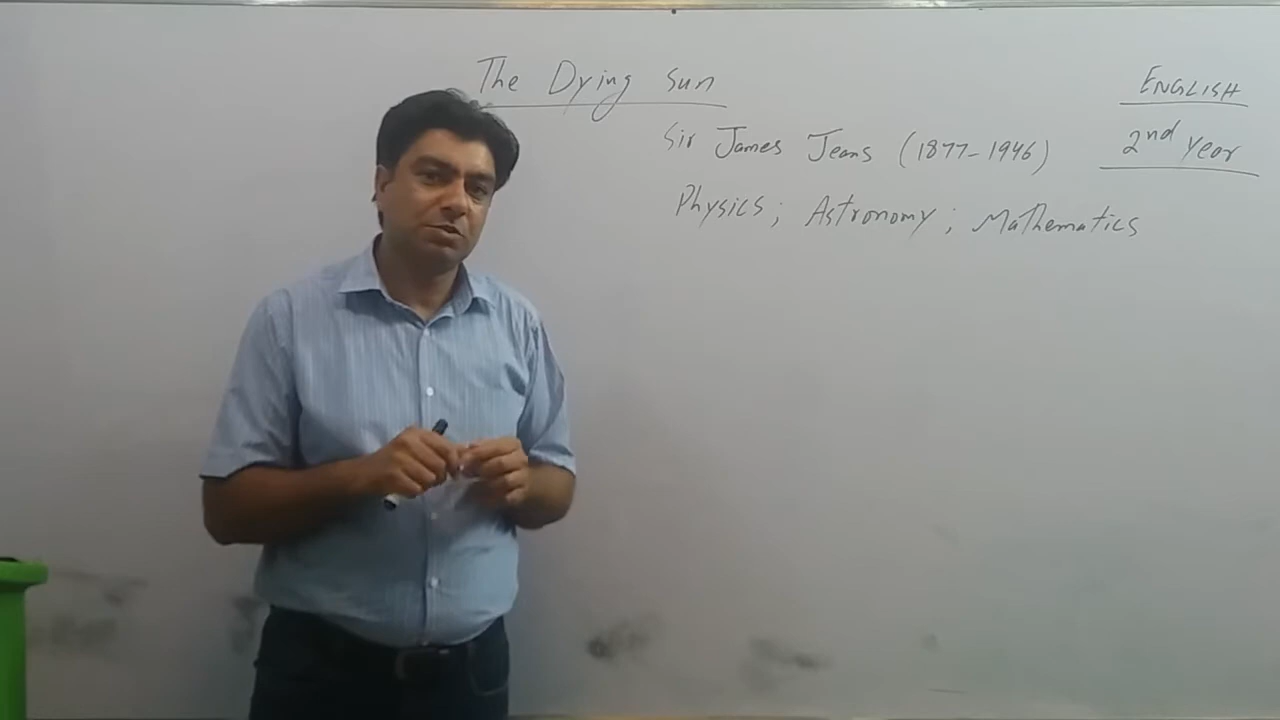 The Dying Sun
Sir James Jeans (1877-1946)
Physics; Astronomy; Mathematics
ENGLISH
2nd Year